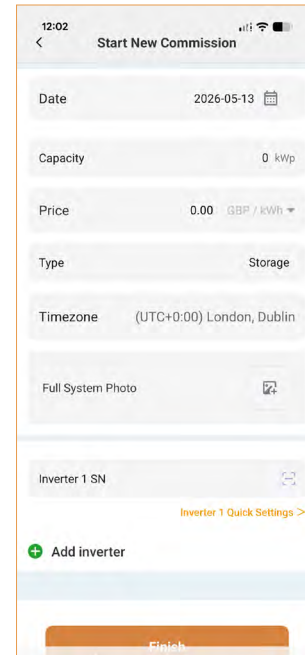 12:02
Start New Commission
Date 2026-05-13
Capacity 0 kWp
Price 0.00 GBP / kWh
Type Storage
Timezone (UTC+0:00) London, Dublin
Full System Photo
Inverter 1 SN
Inverter 1 Quick Settings >
Add inverter
Finish